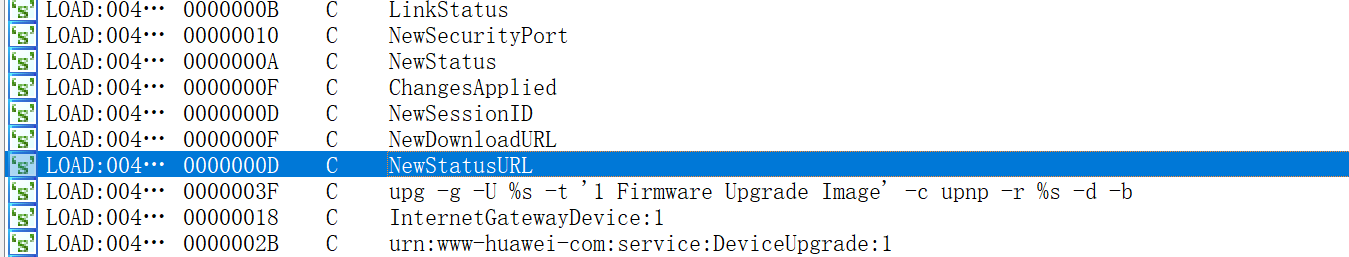 's' LOAD:004… 0000000B C LinkStatus
's' LOAD:004… 00000010 C NewSecurityPort
's' LOAD:004… 0000000A C NewStatus
's' LOAD:004… 0000000F C ChangesApplied
's' LOAD:004… 0000000D C NewSessionID
's' LOAD:004… 0000000F C NewDownloadURL
's' LOAD:004… 0000000D C NewStatusURL
's' LOAD:004… 0000003F C upg -g -U %s -t '1 Firmware Upgrade Image' -c upnp -r %s -d -b
's' LOAD:004… 00000018 C InternetGatewayDevice:1
's' LOAD:004… 0000002B C urn:www-huawei-com:service:DeviceUpgrade:1